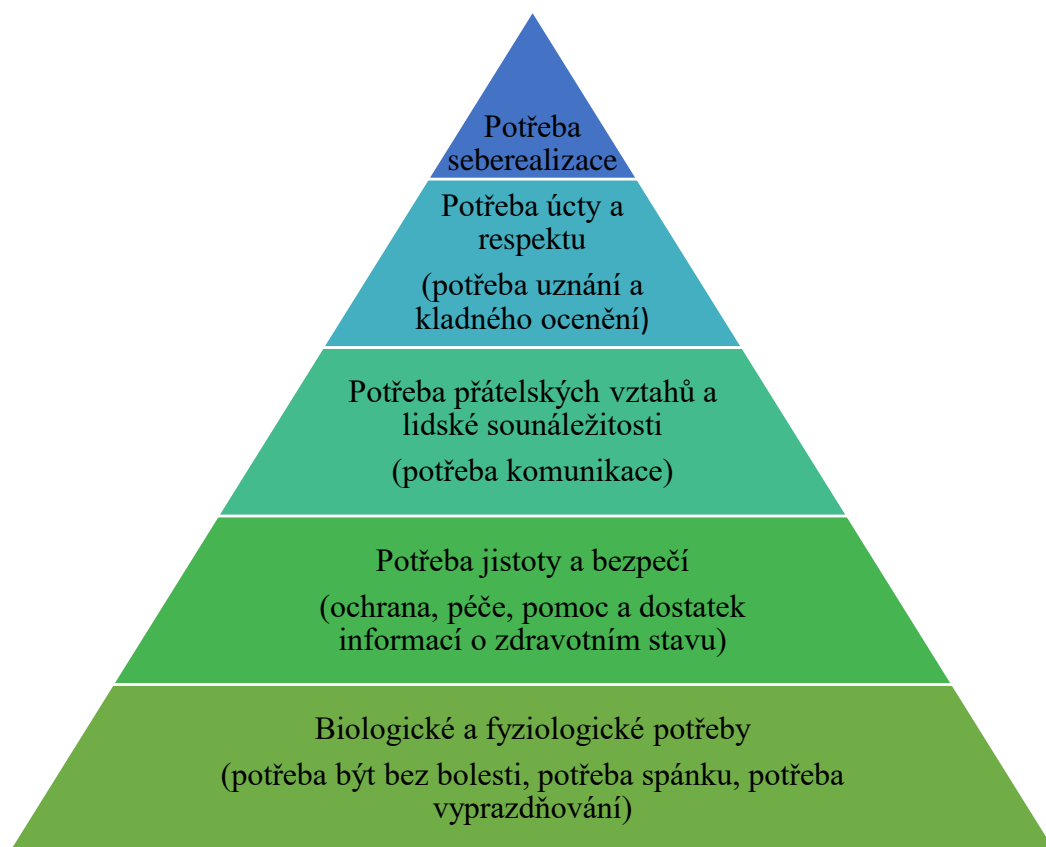 Potřeba
seberealizace
Potřeba úcty a
respektu
(potřeba uznání a
kladného ocenění)
Potřeba přátelských vztahů a
lidské sounáležitosti
(potřeba komunikace)
Potřeba jistoty a bezpečí
(ochrana, péče, pomoc a dostatek
informací o zdravotním stavu)
Biologické a fyziologické potřeby
(potřeba být bez bolesti, potřeba spánku, potřeba
vyprazdňování)